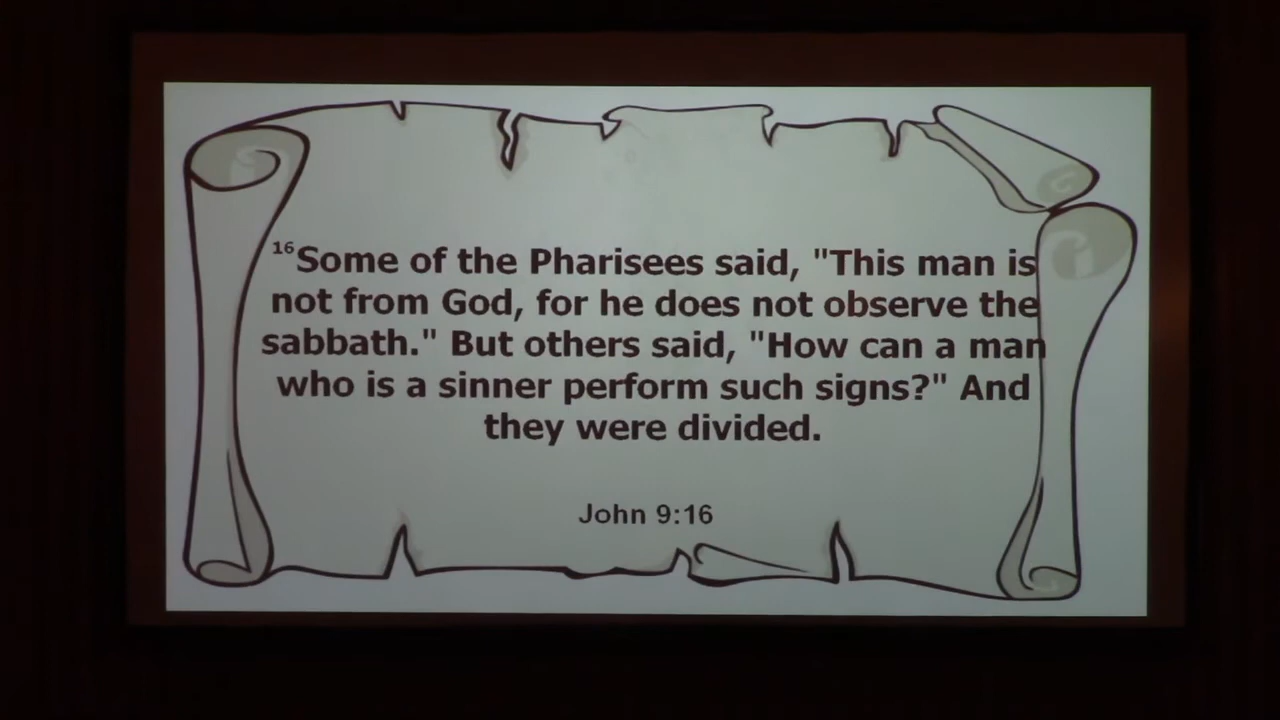 16Some of the Pharisees said, "This man is
not from God, for he does not observe the
sabbath." But others said, "How can a man
who is a sinner perform such signs?" And
they were divided.
John 9:16